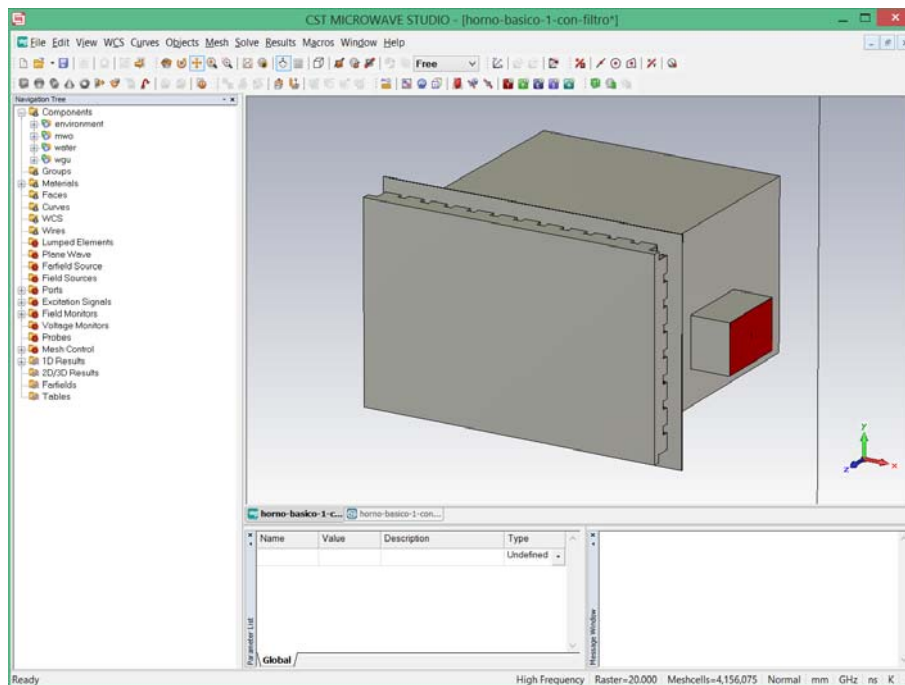 CST MICROWAVE STUDIO - [horno-basico-1-con-filtro*]
File Edit View WCS Curves Objects Mesh Solve Results Macros Window Help
Free
Navigation Tree
Components
environment
mwo
water
wgu
Groups
Materials
Faces
Curves
WCS
Wires
Lumped Elements
Plane Wave
Farfield Source
Field Sources
Ports
Excitation Signals
Field Monitors
Voltage Monitors
Probes
Mesh Control
1D Results
2D/3D Results
Farfields
Tables
y
z
x
horno-basico-1-c... horno-basico-1-con...
Name Value Description Type
Undefined
Parameter List
Global
Message Window
Ready High Frequency Raster=20.000 Meshcells=4,156,075 Normal mm GHz ns K